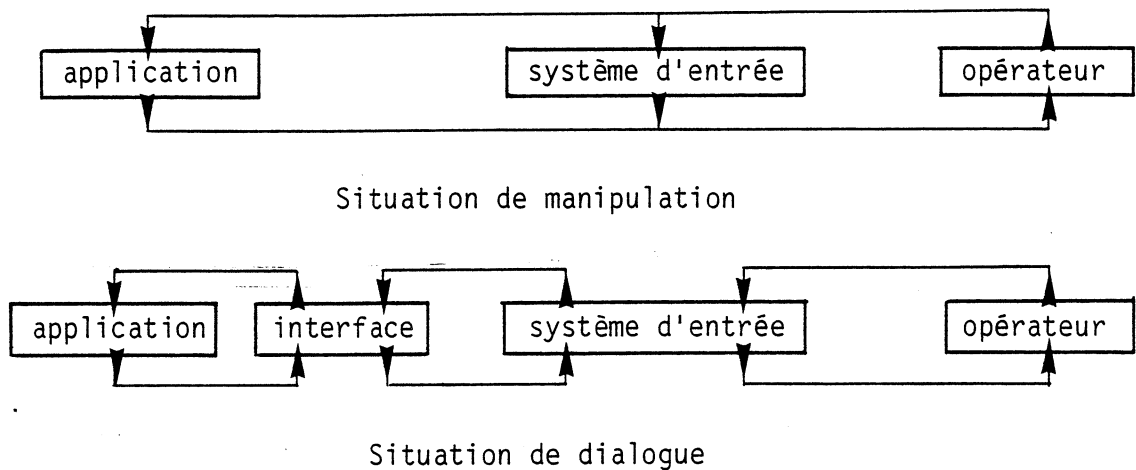 application système d'entrée opérateur
Situation de manipulation
application interface système d'entrée opérateur
Situation de dialogue